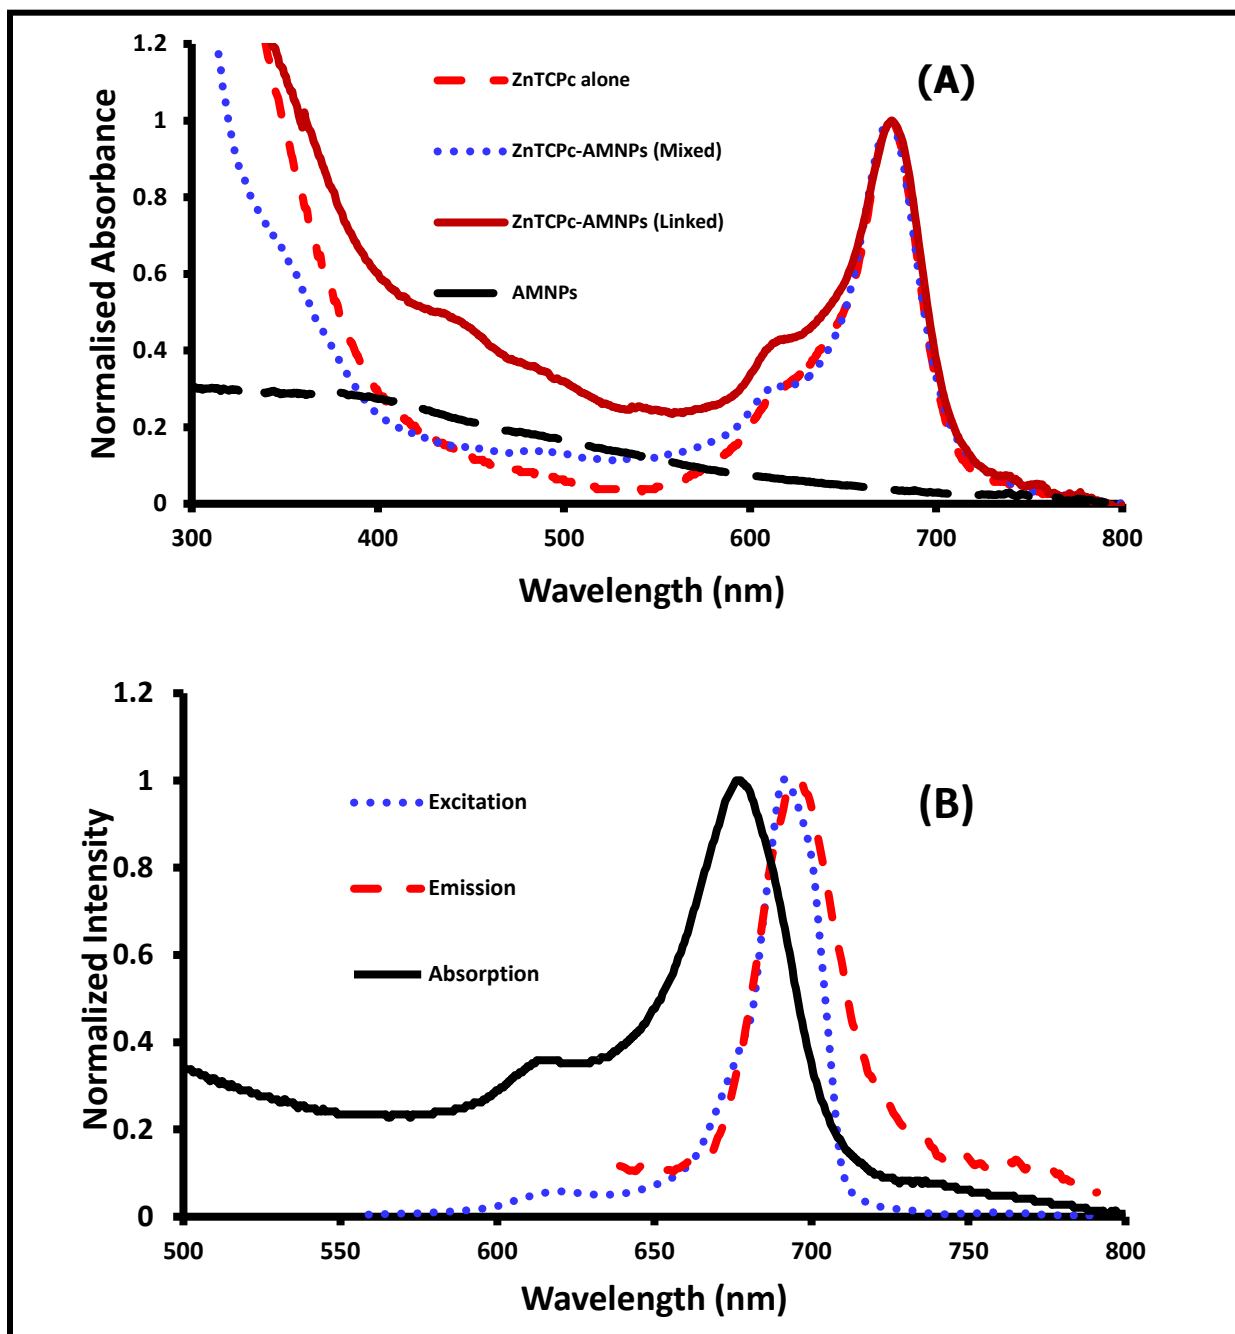 (A)
Normalised Absorbance
1.2
1
0.8
0.6
0.4
0.2
0
ZnTCPc alone
ZnTCPc-AMNPs (Mixed)
ZnTCPc-AMNPs (Linked)
AMNPs
300 400 500 600 700 800
Wavelength (nm)
(B)
Normalized Intensity
1.2
1
0.8
0.6
0.4
0.2
0
Excitation
Emission
Absorption
500 550 600 650 700 750 800
Wavelength (nm)